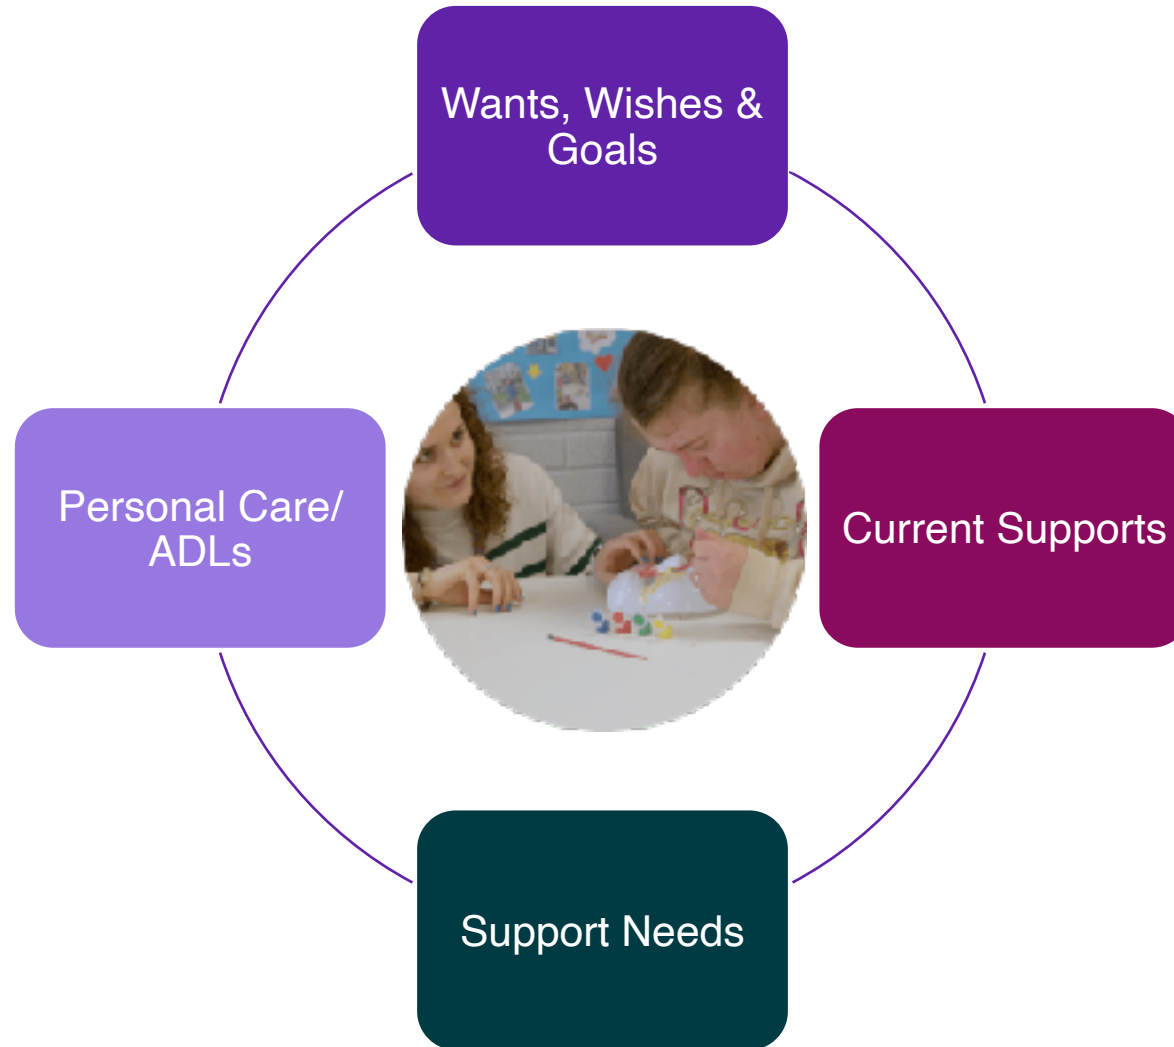 Wants, Wishes &
Goals
Personal Care/
ADLs
Current Supports
Support Needs